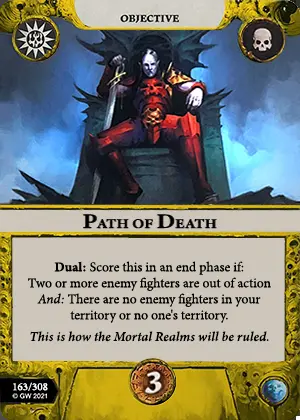 OBJECTIVE
PATH OF DEATH
Dual: Score this in an end phase if:
Two or more enemy fighters are out of action
And: There are no enemy fighters in your
territory or no one's territory.
This is how the Mortal Realms will be ruled.
163/308
© GW 2021
3